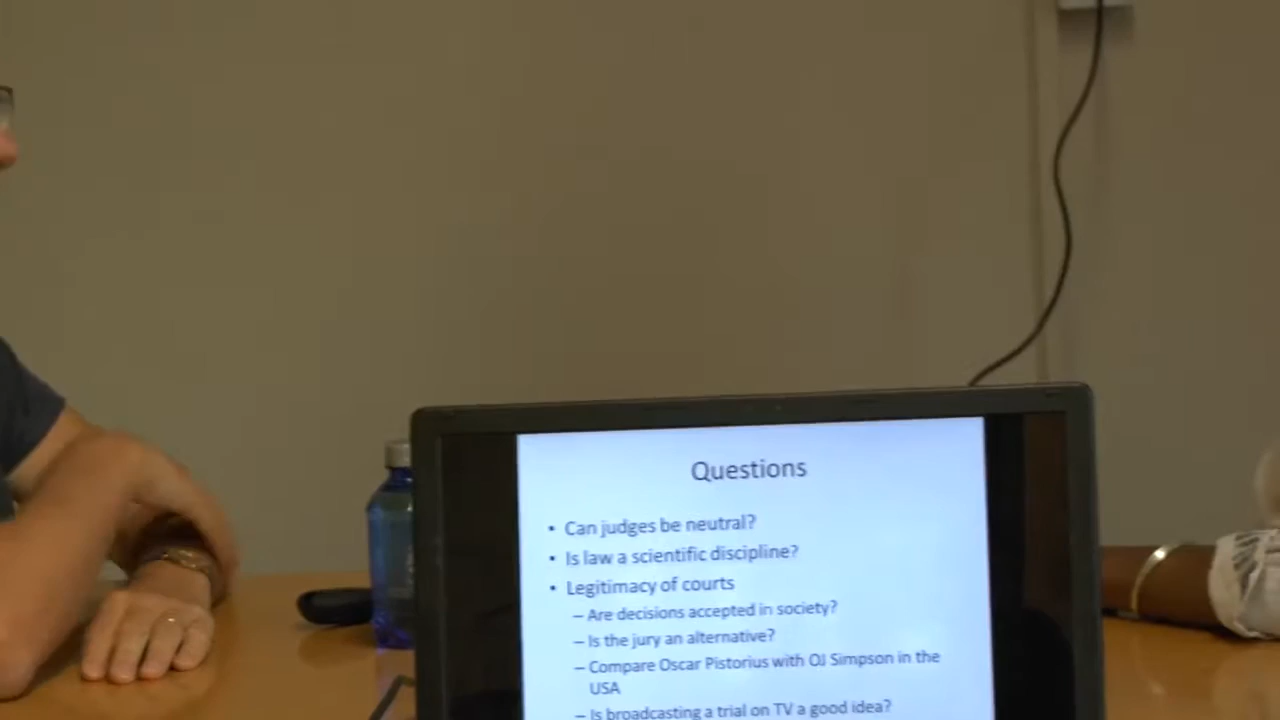 Questions
• Can judges be neutral?
• Is law a scientific discipline?
• Legitimacy of courts
– Are decisions accepted in society?
– Is the jury an alternative?
– Compare Oscar Pistorius with OJ Simpson in the
USA
– Is broadcasting a trial on TV a good idea?